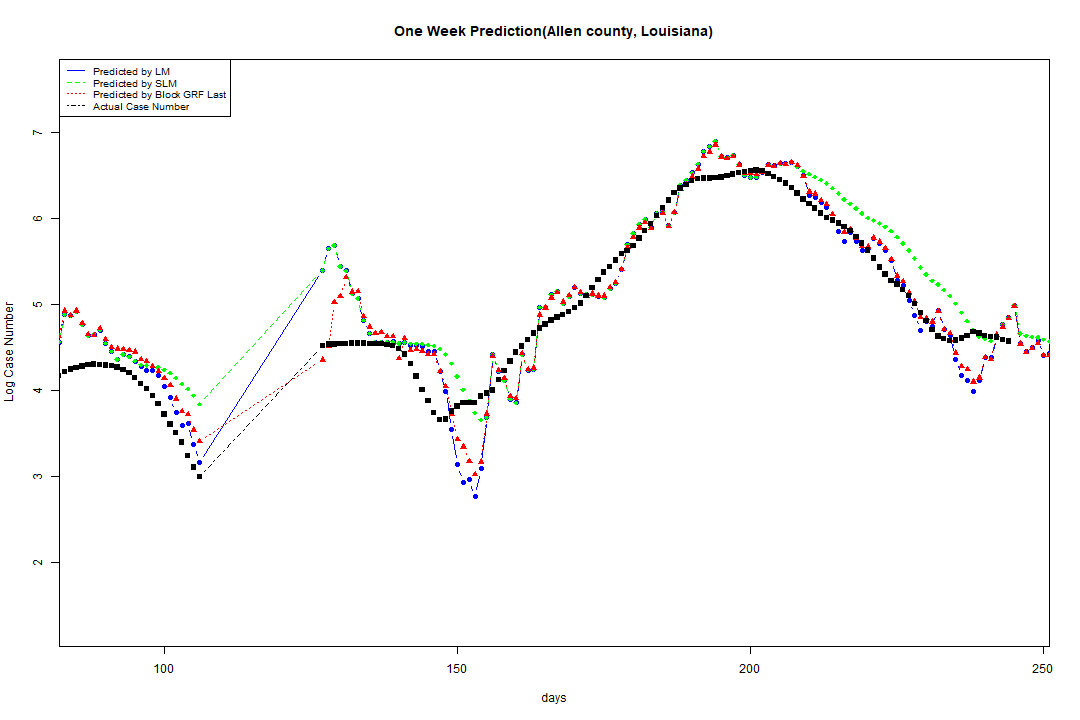 One Week Prediction(Allen county, Louisiana)
Predicted by LM
Predicted by SLM
Predicted by Block GRF Last
Actual Case Number
7
6
5
4
3
2
Log Case Number
100 150 200 250
days